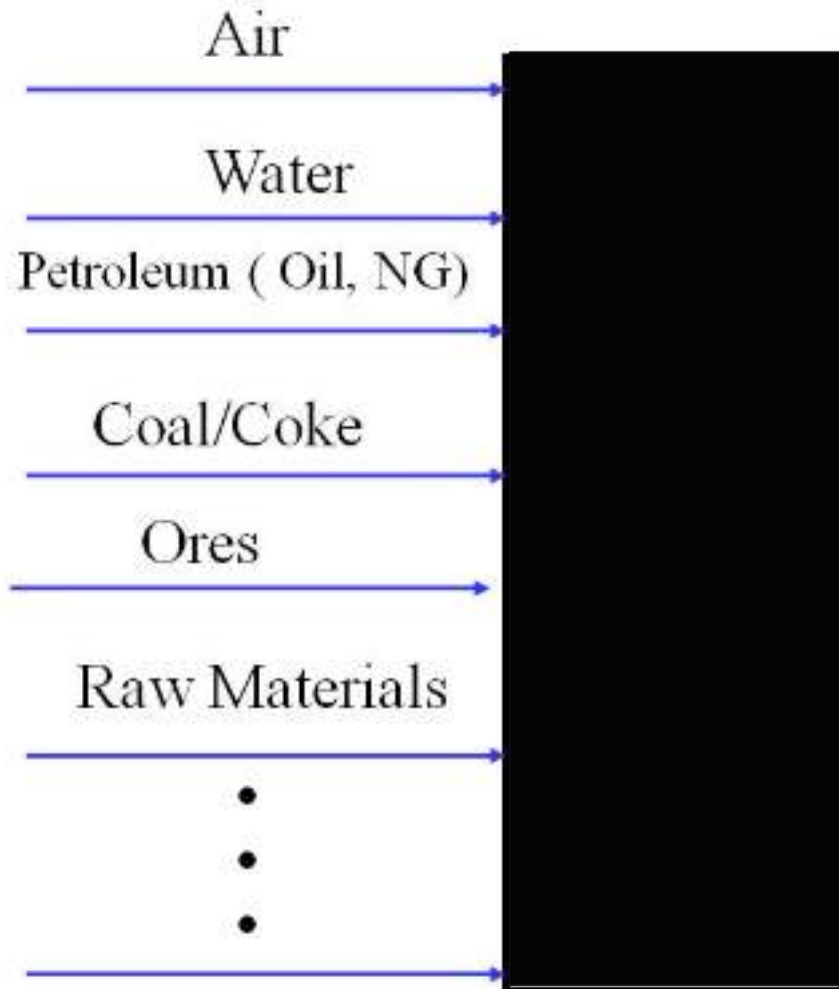 Air
Water
Petroleum ( Oil, NG)
Coal/Coke
Ores
Raw Materials